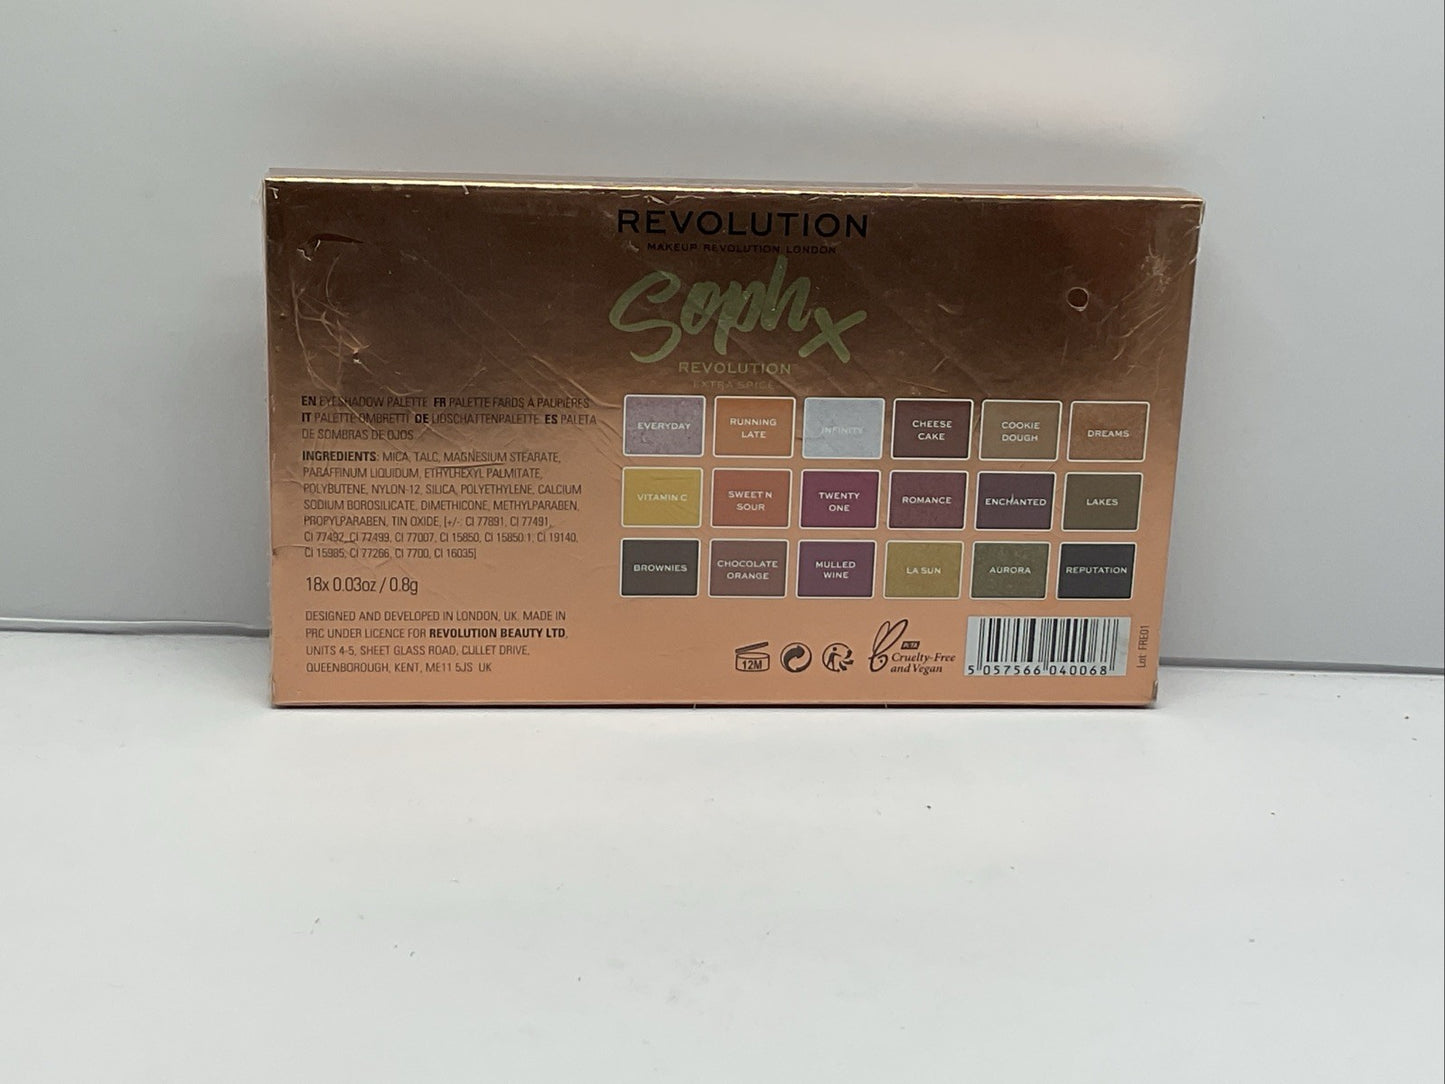 REVOLUTION
MAKEUP REVOLUTION LONDON
Soph x
REVOLUTION™
EXTRA SPICE
EN EYESHADOW PALETTE FR PALETTE FARDS À PAUPIÈRES
IT PALETTE OMBRETTI DE LIDSCHATTENPALETTE ES PALETA
DE SOMBRAS DE OJOS
INGREDIENTS: MICA, TALC, MAGNESIUM STEARATE,
PARAFFINUM LIQUIDUM, ETHYLHEXYL PALMITATE,
POLYBUTENE, NYLON-12, SILICA, POLYETHYLENE, CALCIUM
SODIUM BOROSILICATE, DIMETHICONE, METHYLPARABEN,
PROPYLPARABEN, TIN OXIDE, [+/-: CI 77891, CI 77491,
CI 77492, CI 77499, CI 77007, CI 15850, CI 15850:1, CI 19140,
CI 15985, CI 77266, CI 7700, CI 16035]
18x 0.03oz / 0.8g
DESIGNED AND DEVELOPED IN LONDON, UK. MADE IN
PRC UNDER LICENCE FOR REVOLUTION BEAUTY LTD,
UNITS 4-5, SHEET GLASS ROAD, CULLET DRIVE,
QUEENBOROUGH, KENT, ME11 5JS UK
EVERYDAY
RUNNING
LATE
INFINITY
CHEESE
CAKE
COOKIE
DOUGH
DREAMS
VITAMIN C
SWEET N
SOUR
TWENTY
ONE
ROMANCE
ENCHANTED
LAKES
BROWNIES
CHOCOLATE
ORANGE
MULLED
WINE
LA SUN
AURORA
REPUTATION
12M
PETA
Cruelty-Free
and Vegan
5 057566 040068
Lot: FRE01